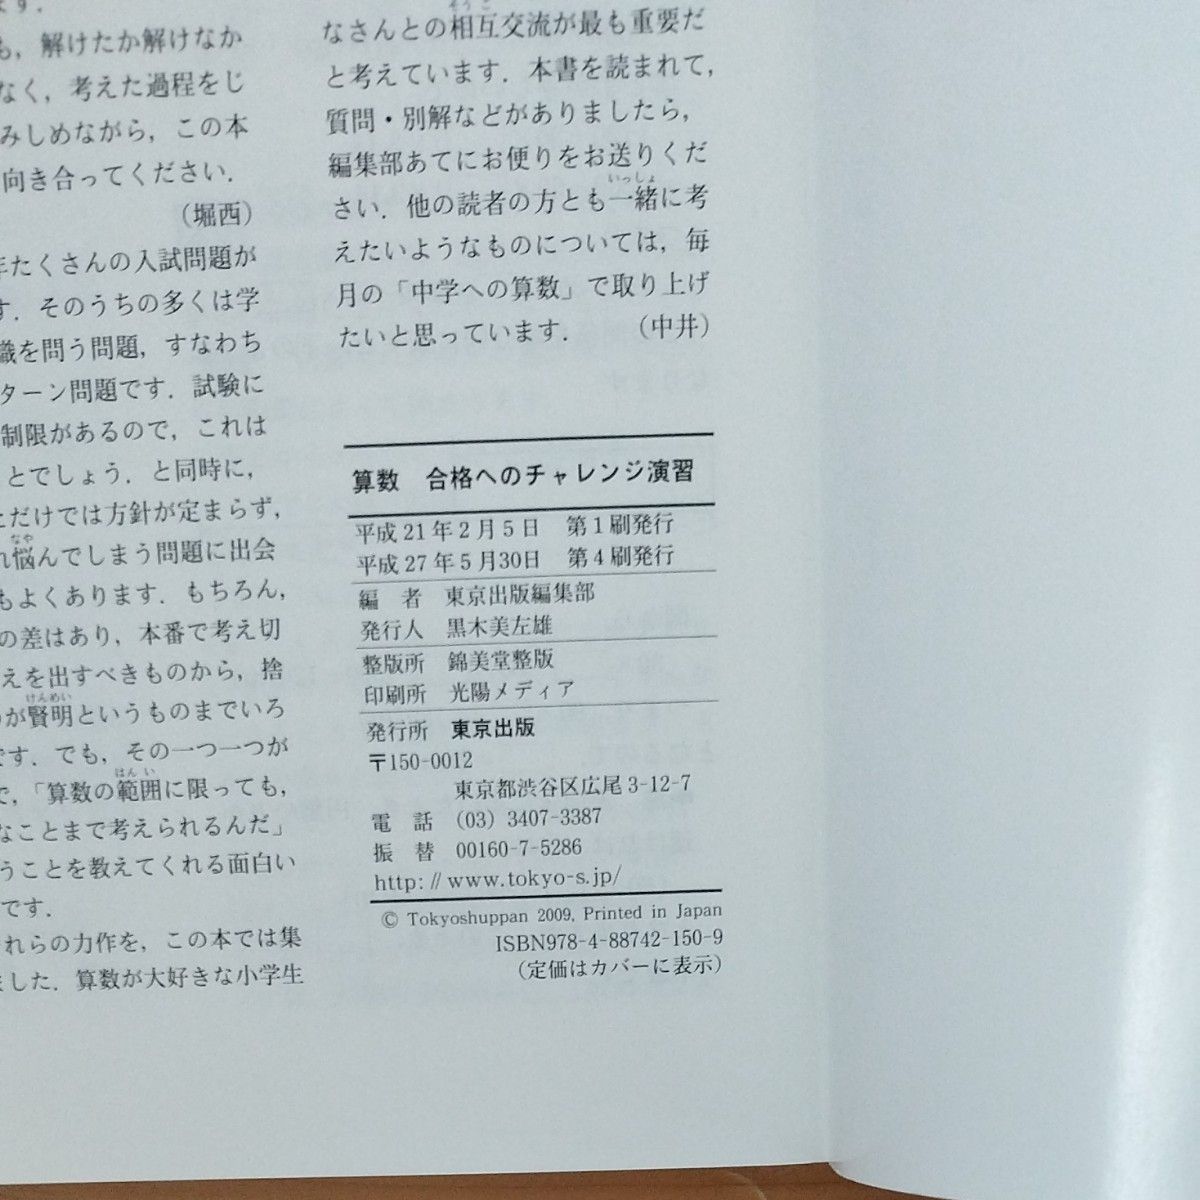 ます．
も，解けたか解けなか
なく，考えた過程をじ
みしめながら，この本
向き合ってください．
（堀西）
年たくさんの入試問題が
す．そのうちの多くは学
識を問う問題，すなわち
ターン問題です．試験に
制限があるので，これは
ことでしょう．と同時に，
だけでは方針が定まらず，
れ悩んでしまう問題に出会
なや
もよくあります．もちろん，
の差はあり，本番で考え切
えを出すべきものから，捨
が賢明というものまでいろ
けんめい
です．でも，その一つ一つが
で，「算数の範囲に限っても，
はんい
なことまで考えられるんだ」
うことを教えてくれる面白い
です．
れらの力作を，この本では集
ました．算数が大好きな小学生
なさんとの相互交流が最も重要だ
そうご
と考えています．本書を読まれて，
質問・別解などがありましたら，
編集部あてにお便りをお送りくだ
さい．他の読者の方とも一緒に考
いっしょ
えたいようなものについては，毎
月の「中学への算数」で取り上げ
たいと思っています．（中井）
算数　合格へのチャレンジ演習
平成21年2月5日　第1刷発行
平成27年5月30日　第4刷発行
編　者　東京出版編集部
発行人　黒木美左雄
整版所　錦美堂整版
印刷所　光陽メディア
発行所　東京出版
〒150-0012
東京都渋谷区広尾3-12-7
電　話　（03）3407-3387
振　替　00160-7-5286
http://www.tokyo-s.jp/
© Tokyoshuppan 2009, Printed in Japan
ISBN978-4-88742-150-9
（定価はカバーに表示）